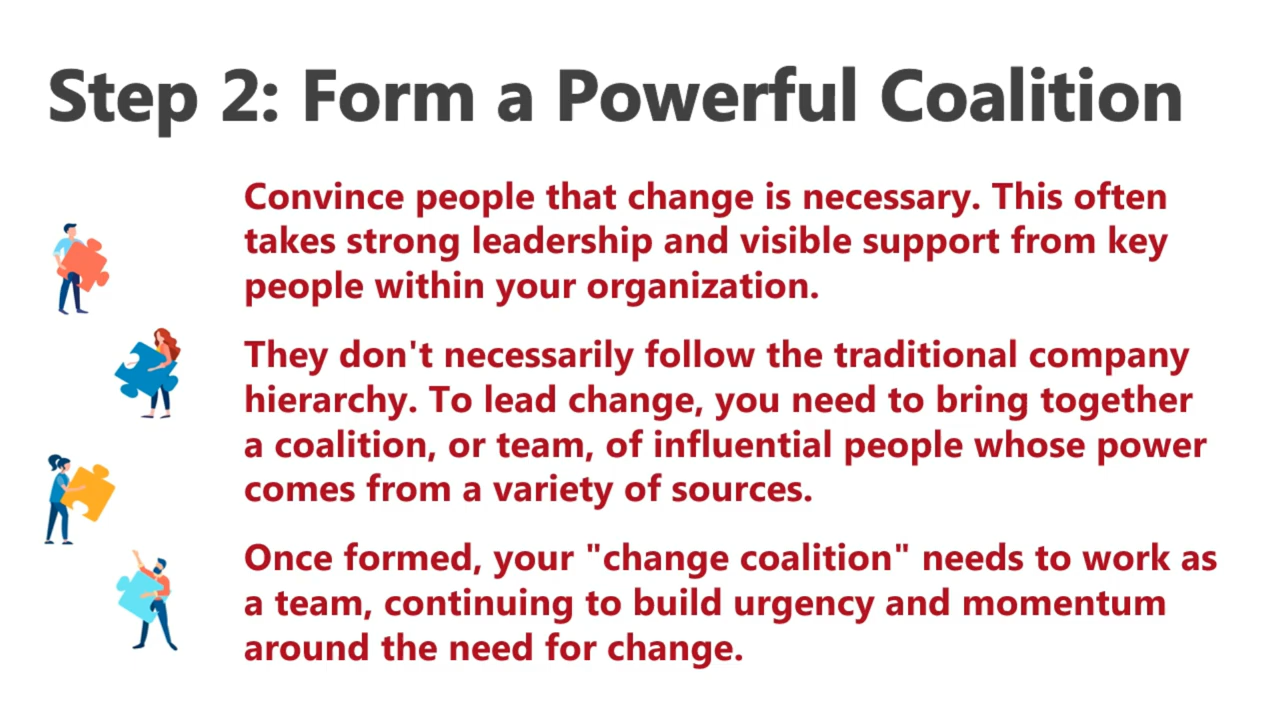 Step 2: Form a Powerful Coalition
Convince people that change is necessary. This often
takes strong leadership and visible support from key
people within your organization.
They don't necessarily follow the traditional company
hierarchy. To lead change, you need to bring together
a coalition, or team, of influential people whose power
comes from a variety of sources.
Once formed, your "change coalition" needs to work as
a team, continuing to build urgency and momentum
around the need for change.